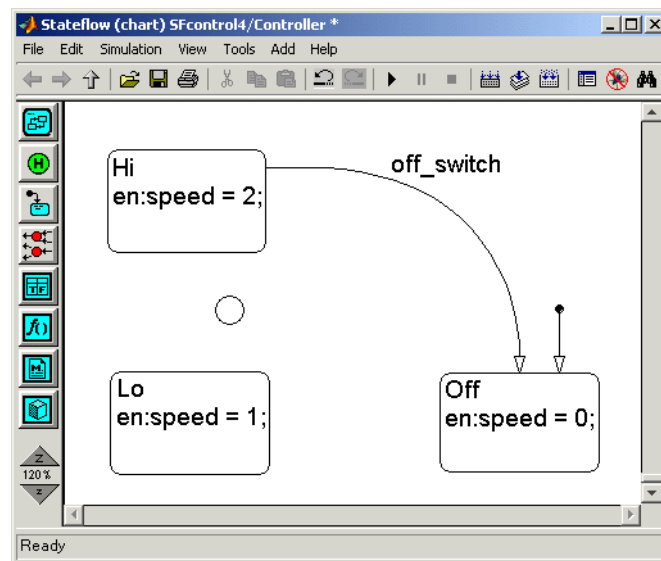 Stateflow (chart) SFcontrol4/Controller *
File Edit Simulation View Tools Add Help
Hi
en:speed = 2;
off_switch
Lo
en:speed = 1;
Off
en:speed = 0;
H
TF
f()
M
Z
120 %
z
Ready